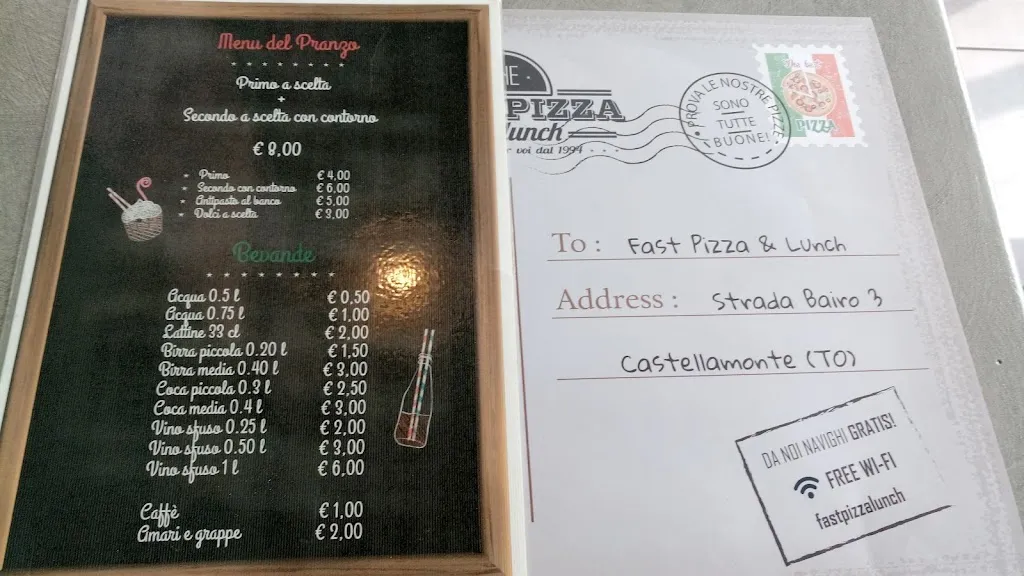 Menu del Pranzo
Primo a scelta
+
Secondo a scelta con contorno
€ 8,00
Primo € 4,00
Secondo con contorno € 6,00
Antipasto al banco € 5,00
Dolci a scelta € 3,00
Bevande
Acqua 0.5 l € 0,50
Acqua 0.75 l € 1,00
Lattine 33 cl € 2,00
Birra piccola 0.20 l € 1,50
Birra media 0.40 l € 3,00
Coca piccola 0.3 l € 2,50
Coca media 0.4 l € 3,00
Vino sfuso 0.25 l € 2,00
Vino sfuso 0.50 l € 3,00
Vino sfuso 1 l € 6,00
Caffè € 1,00
Amari e grappe € 2,00
HE
PIZZA
lunch
voi dal 1994
PROVA LE NOSTRE PIZZE
SONO
TUTTE
BUONE!
The best
PIZZA
To : Fast Pizza & Lunch
Address : Strada Bairo 3
Castellamonte (TO)
DA NOI NAVIGHI GRATIS!
FREE WI-FI
fastpizzalunch